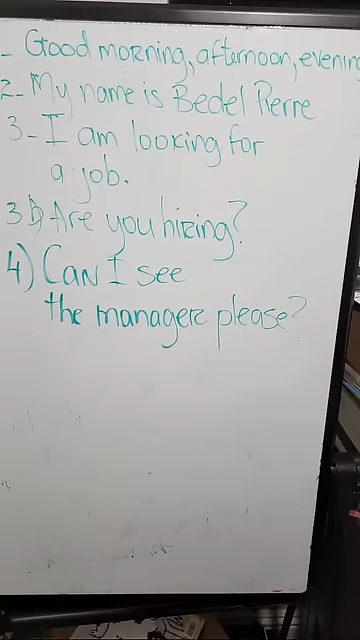 - Good morning, afternoon, evening
2- My name is Bedel Pierre
3- I am looking for
a job.
3 b) Are you hiring?
4) Can I see
the manager please?